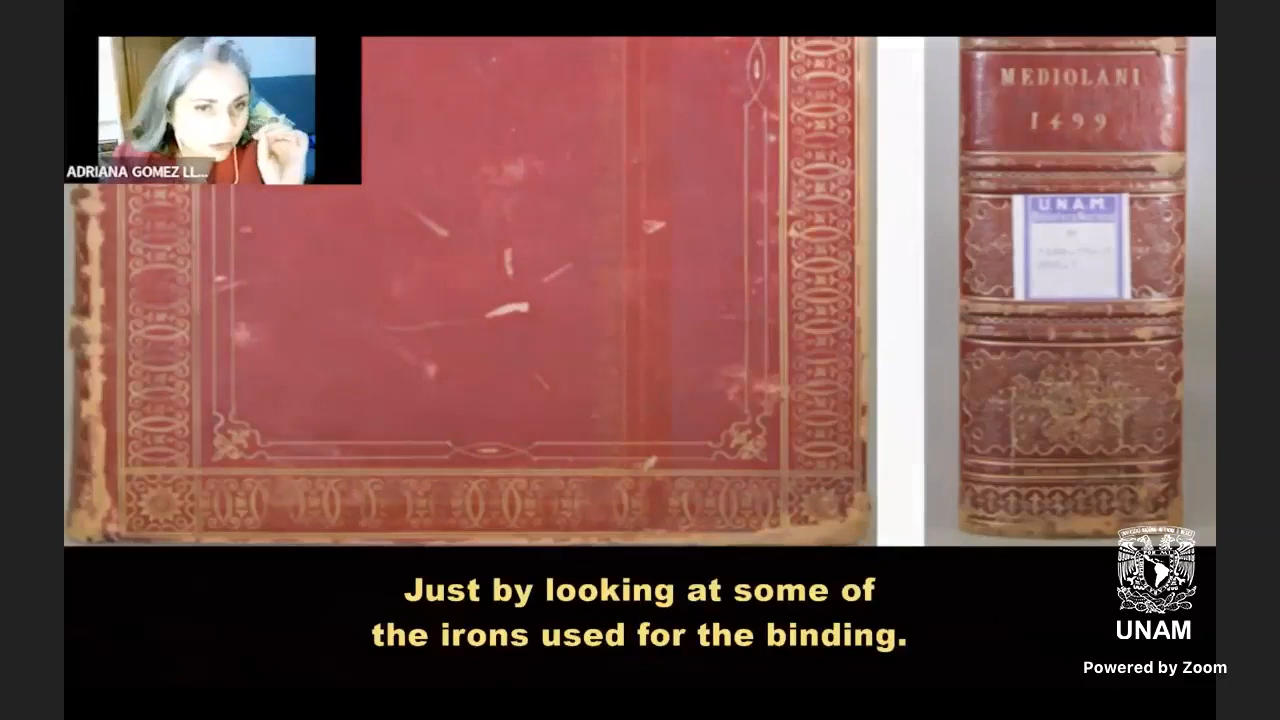 ADRIANA GOMEZ LL...
MEDIOLANI
1499
U.N.A.M.
Just by looking at some of
the irons used for the binding.
UNAM
Powered by Zoom